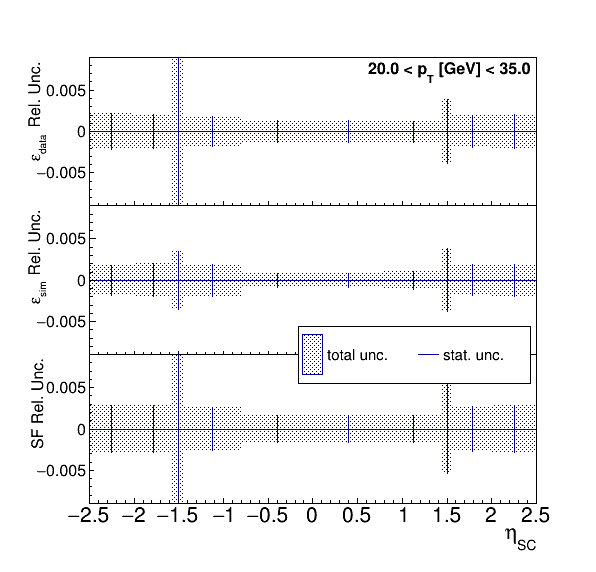 20.0 < p_T [GeV] < 35.0
ε_data Rel. Unc.
0.005
0
−0.005
ε_sim Rel. Unc.
0.005
0
−0.005
total unc. stat. unc.
SF Rel. Unc.
0.005
0
−0.005
−2.5 −2 −1.5 −1 −0.5 0 0.5 1 1.5 2 2.5
η_SC